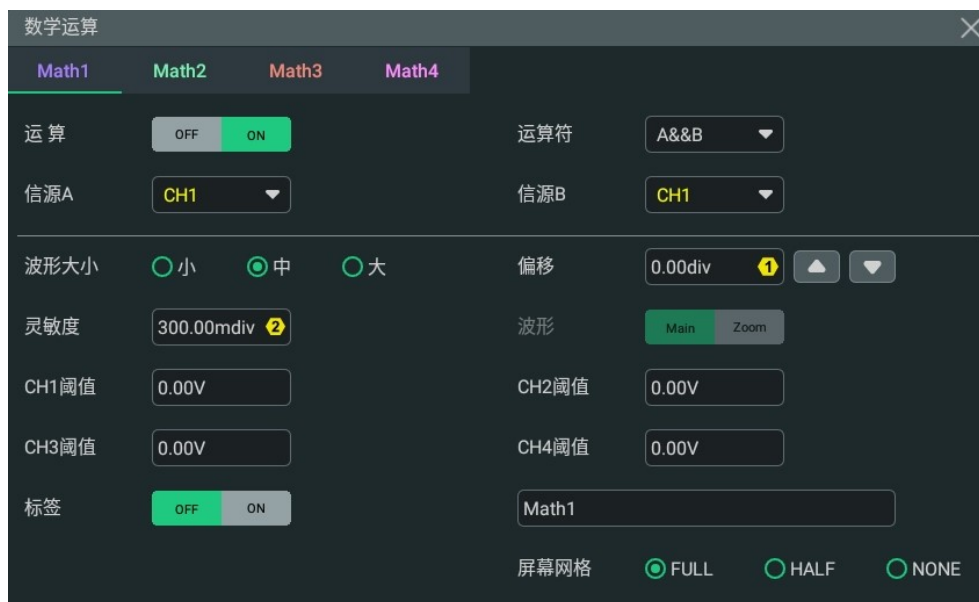 数学运算
Math1 Math2 Math3 Math4
运 算 OFF ON 运算符 A&&B
信源A CH1 信源B CH1
波形大小 小 中 大 偏移 0.00div 1
灵敏度 300.00mdiv 2 波形 Main Zoom
CH1阈值 0.00V CH2阈值 0.00V
CH3阈值 0.00V CH4阈值 0.00V
标签 OFF ON Math1
屏幕网格 FULL HALF NONE